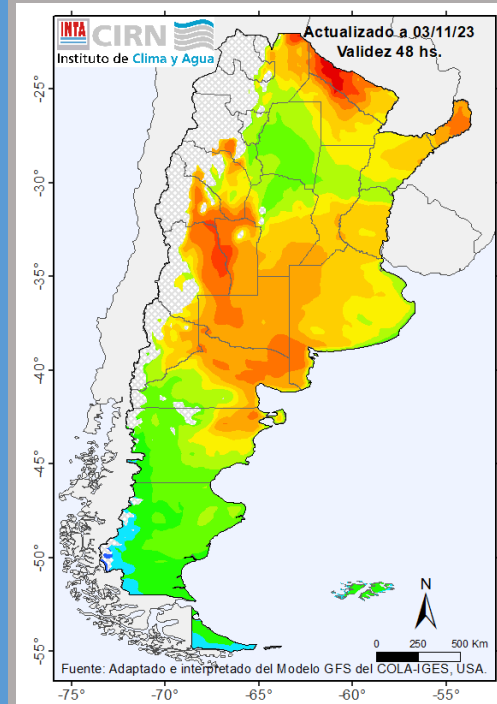 INTA CIRN
Instituto de Clima y Agua
Actualizado a 03/11/23
Validez 48 hs.
-25°
-30°
-35°
-40°
-45°
-50°
-55°
N
0 250 500 Km
Fuente: Adaptado e interpretado del Modelo GFS del COLA-IGES, USA.
-75° -70° -65° -60° -55°